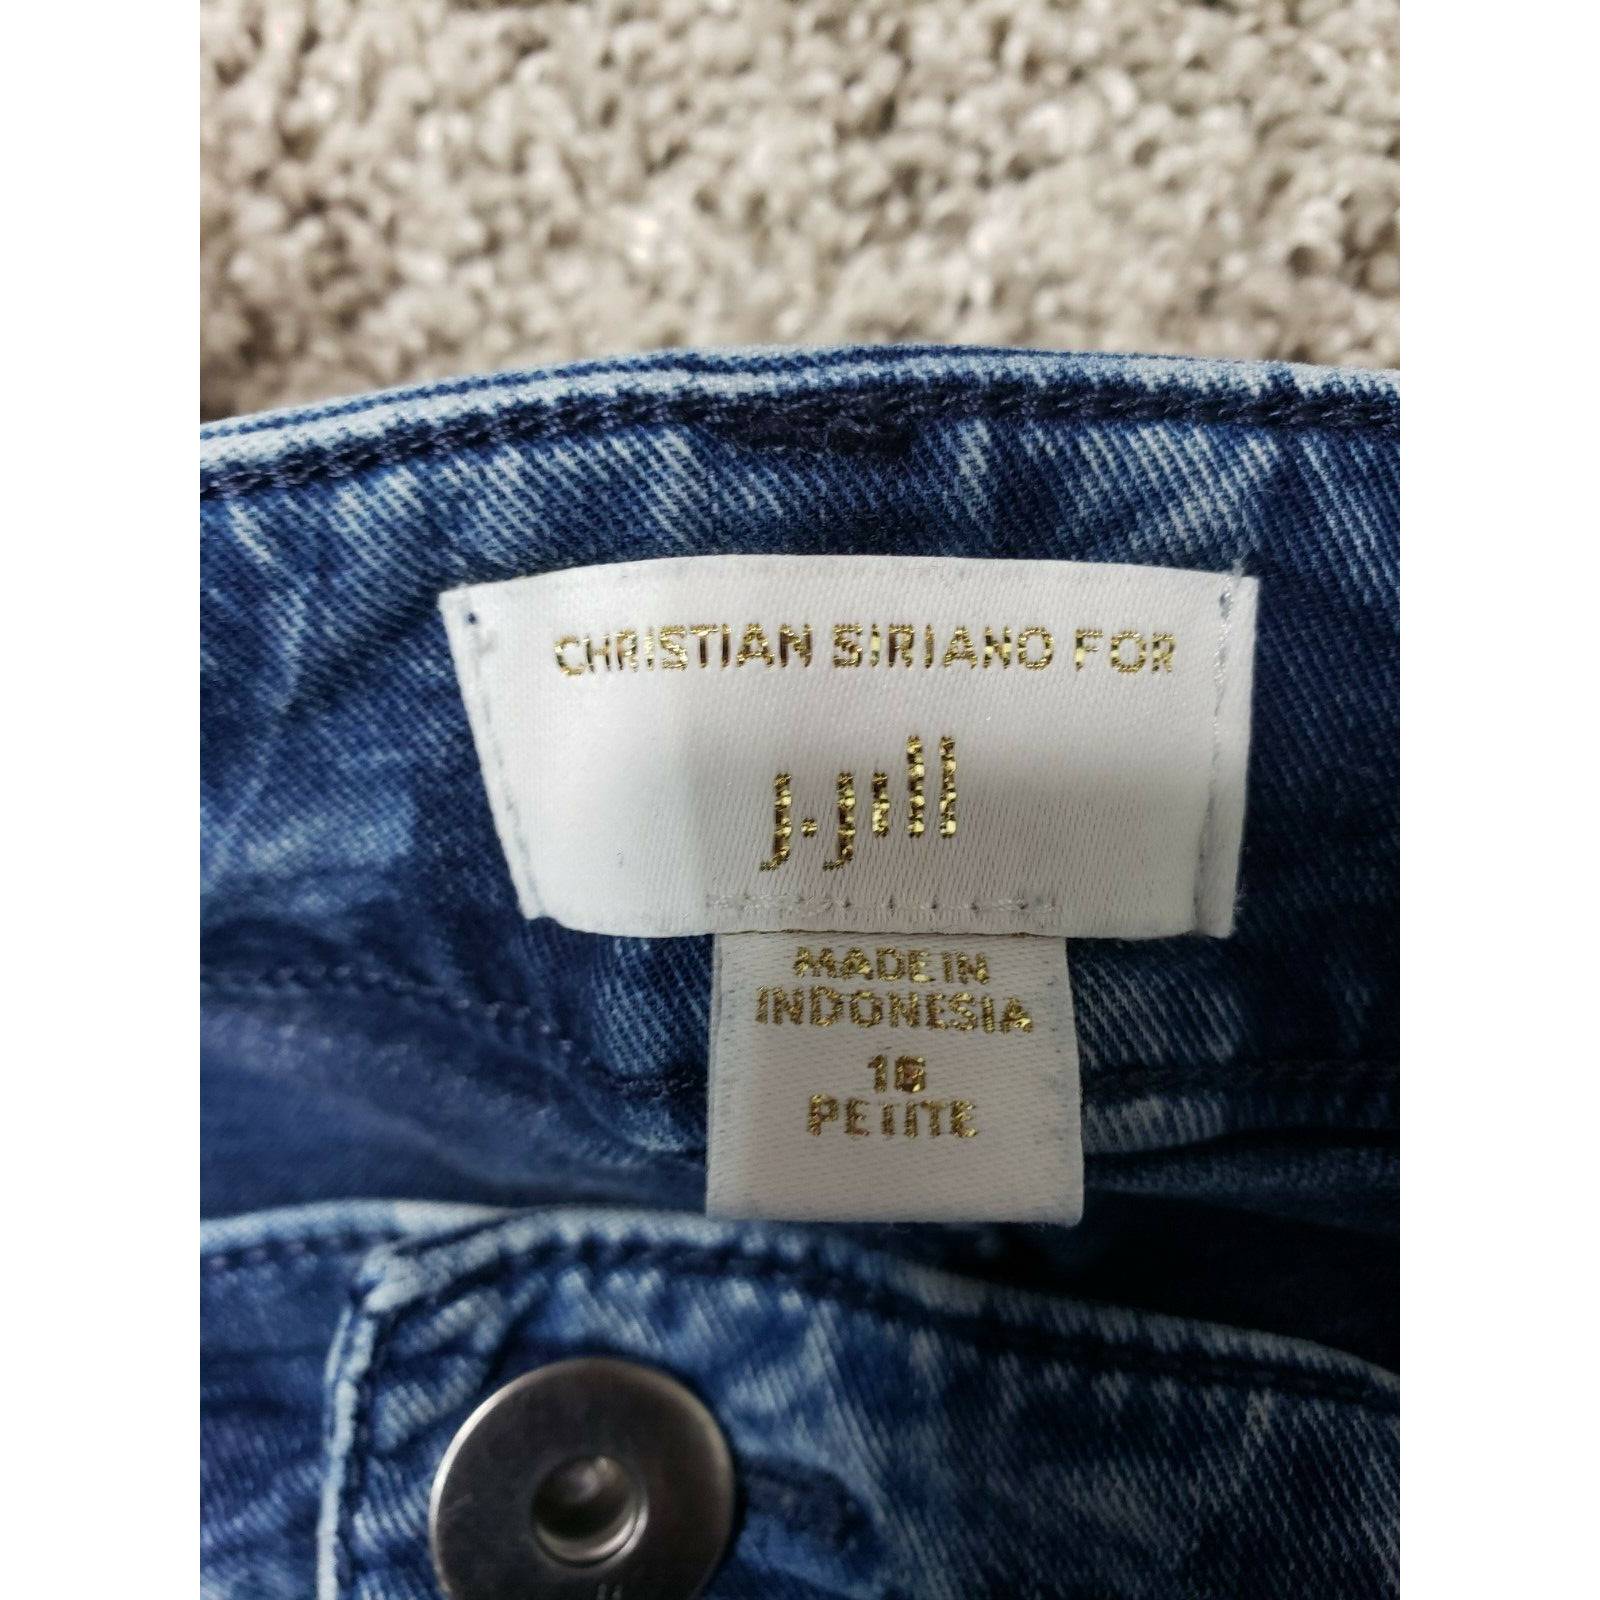 CHRISTIAN SIRIANO FOR
J.Jill
MADE IN
INDONESIA
16
PETITE